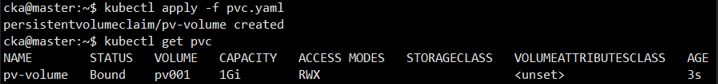 cka@master:~$ kubectl apply -f pvc.yaml
persistentvolumeclaim/pv-volume created
cka@master:~$ kubectl get pvc
NAME        STATUS   VOLUME   CAPACITY   ACCESS MODES   STORAGECLASS   VOLUMEATTRIBUTESCLASS   AGE
pv-volume   Bound    pv001    1Gi        RWX                           <unset>                 3s